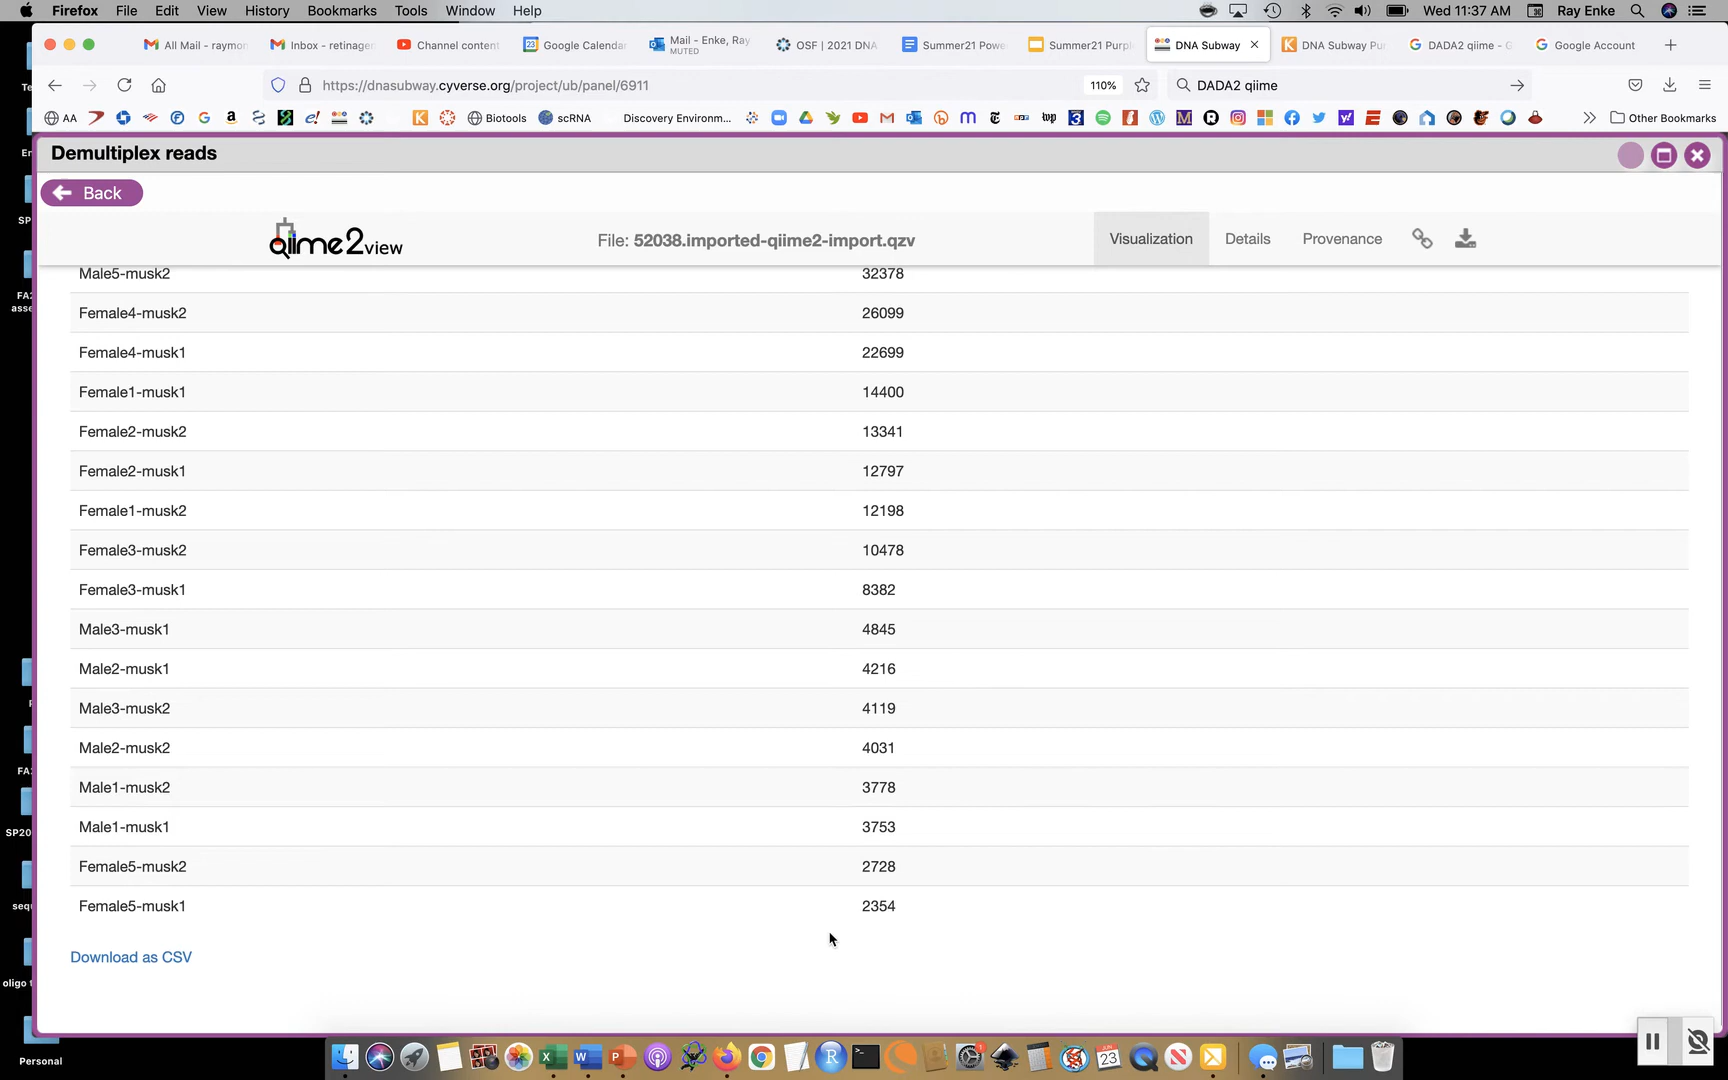 Firefox File Edit View History Bookmarks Tools Window Help Wed 11:37 AM Ray Enke
All Mail - raymon Inbox - retinagen Channel content Google Calenda Mail - Enke, Ray OSF | 2021 DNA Summer21 Powe Summer21 Purpl DNA Subway DNA Subway Pu DADA2 qiime - G Google Account
MUTED
https://dnasubway.cyverse.org/project/ub/panel/6911 110% DADA2 qiime
AA Biotools scRNA Discovery Environm... Other Bookmarks
Demultiplex reads
Back
qiime2view File: 52038.imported-qiime2-import.qzv Visualization Details Provenance
Male5-musk2 32378
Female4-musk2 26099
Female4-musk1 22699
Female1-musk1 14400
Female2-musk2 13341
Female2-musk1 12797
Female1-musk2 12198
Female3-musk2 10478
Female3-musk1 8382
Male3-musk1 4845
Male2-musk1 4216
Male3-musk2 4119
Male2-musk2 4031
Male1-musk2 3778
Male1-musk1 3753
Female5-musk2 2728
Female5-musk1 2354
Download as CSV
Personal